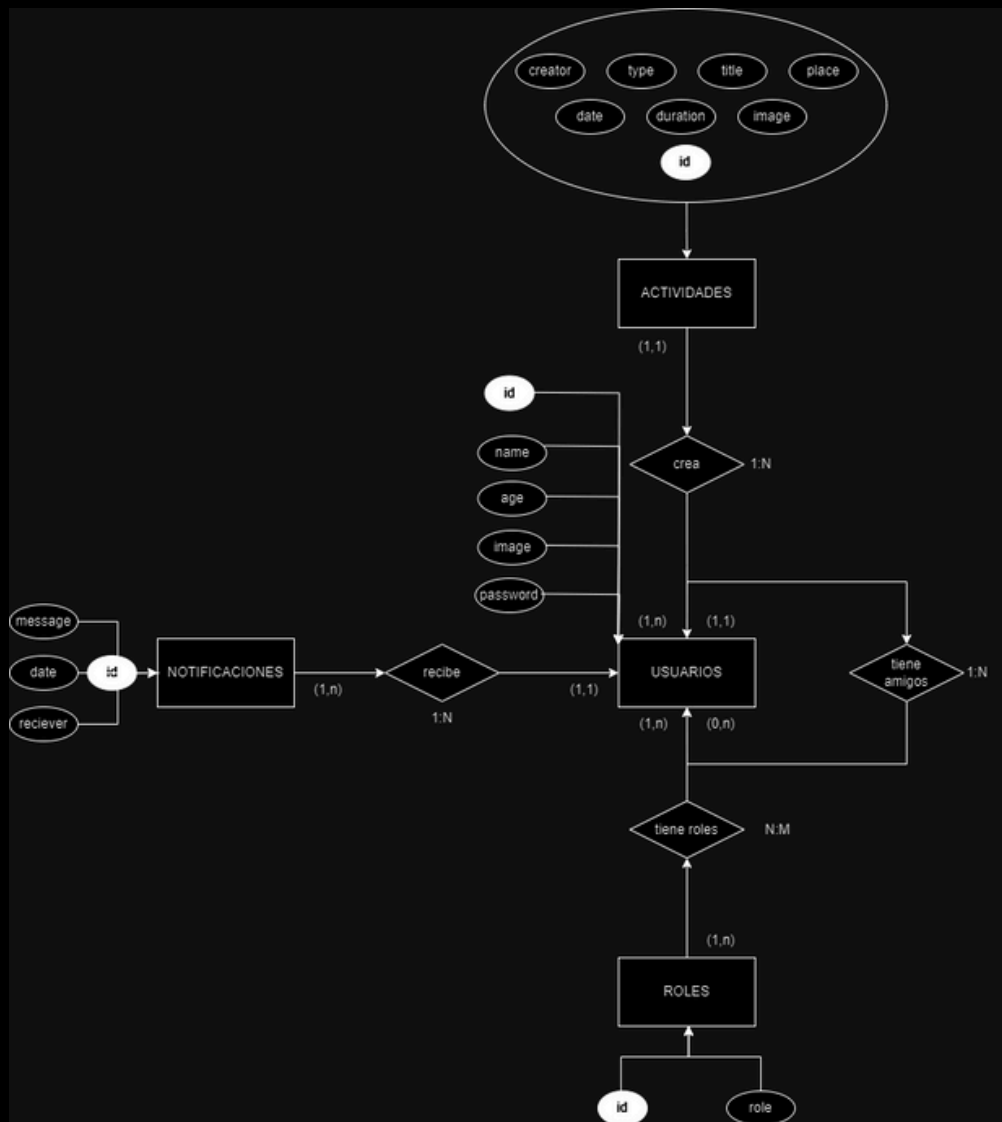 creator
type
title
place
date
duration
image
id
ACTIVIDADES
(1,1)
id
crea
1:N
name
age
image
password
(1,n)
(1,1)
message
date
id
reciever
NOTIFICACIONES
(1,n)
recibe
1:N
(1,1)
USUARIOS
tiene
amigos
1:N
(1,n)
(0,n)
tiene roles
N:M
(1,n)
ROLES
id
role